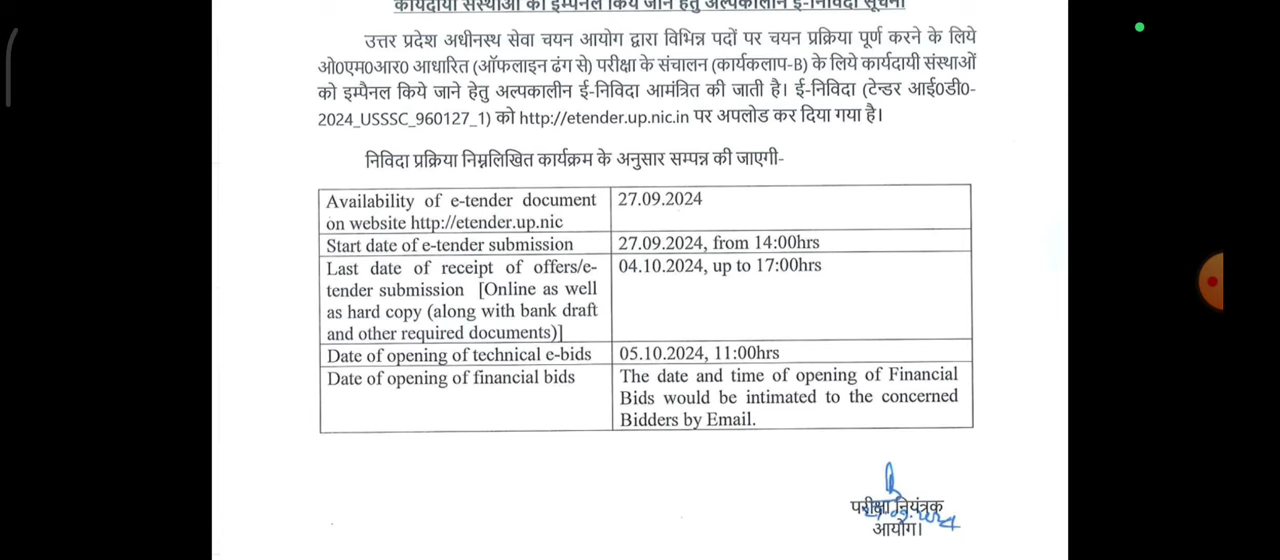 कार्यदायी संस्थाओं को इम्पैनल किये जाने हेतु अल्पकालीन ई-निविदा सूचना
उत्तर प्रदेश अधीनस्थ सेवा चयन आयोग द्वारा विभिन्न पदों पर चयन प्रक्रिया पूर्ण करने के लिये
ओ0एम0आर0 आधारित (ऑफलाइन ढंग से) परीक्षा के संचालन (कार्यकलाप-B) के लिये कार्यदायी संस्थाओं
को इम्पैनल किये जाने हेतु अल्पकालीन ई-निविदा आमंत्रित की जाती है। ई-निविदा (टेन्डर आई0डी0-
2024_USSSC_960127_1) को http://etender.up.nic.in पर अपलोड कर दिया गया है।
निविदा प्रक्रिया निम्नलिखित कार्यक्रम के अनुसार सम्पन्न की जाएगी-
Availability of e-tender document 27.09.2024
on website http://etender.up.nic
Start date of e-tender submission 27.09.2024, from 14:00hrs
Last date of receipt of offers/e- 04.10.2024, up to 17:00hrs
tender submission [Online as well
as hard copy (along with bank draft
and other required documents)]
Date of opening of technical e-bids 05.10.2024, 11:00hrs
Date of opening of financial bids The date and time of opening of Financial
Bids would be intimated to the concerned
Bidders by Email.
परीक्षा नियंत्रक
आयोग।